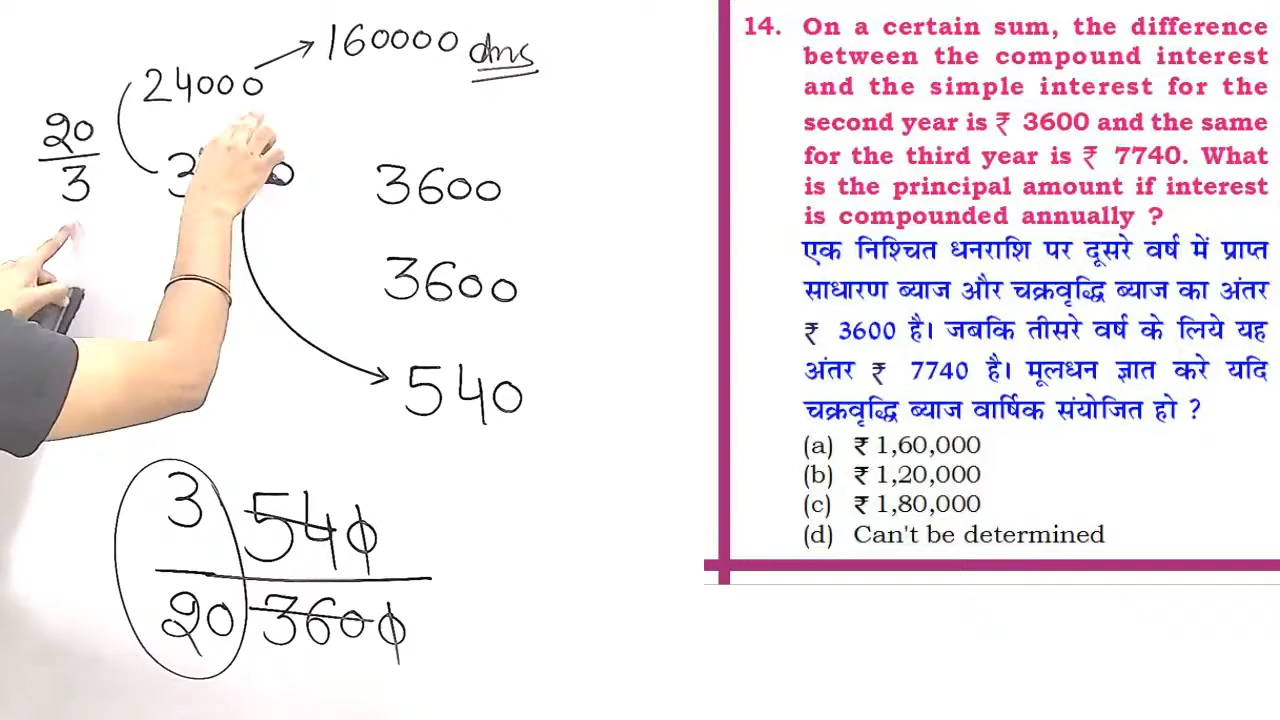 160000 ans
24000
20
3
3600
3600
540
3 540
20 3600
14. On a certain sum, the difference
between the compound interest
and the simple interest for the
second year is ₹ 3600 and the same
for the third year is ₹ 7740. What
is the principal amount if interest
is compounded annually ?
एक निश्चित धनराशि पर दूसरे वर्ष में प्राप्त
साधारण ब्याज और चक्रवृद्धि ब्याज का अंतर
₹ 3600 है। जबकि तीसरे वर्ष के लिये यह
अंतर ₹ 7740 है। मूलधन ज्ञात करे यदि
चक्रवृद्धि ब्याज वार्षिक संयोजित हो ?
(a) ₹ 1,60,000
(b) ₹ 1,20,000
(c) ₹ 1,80,000
(d) Can't be determined